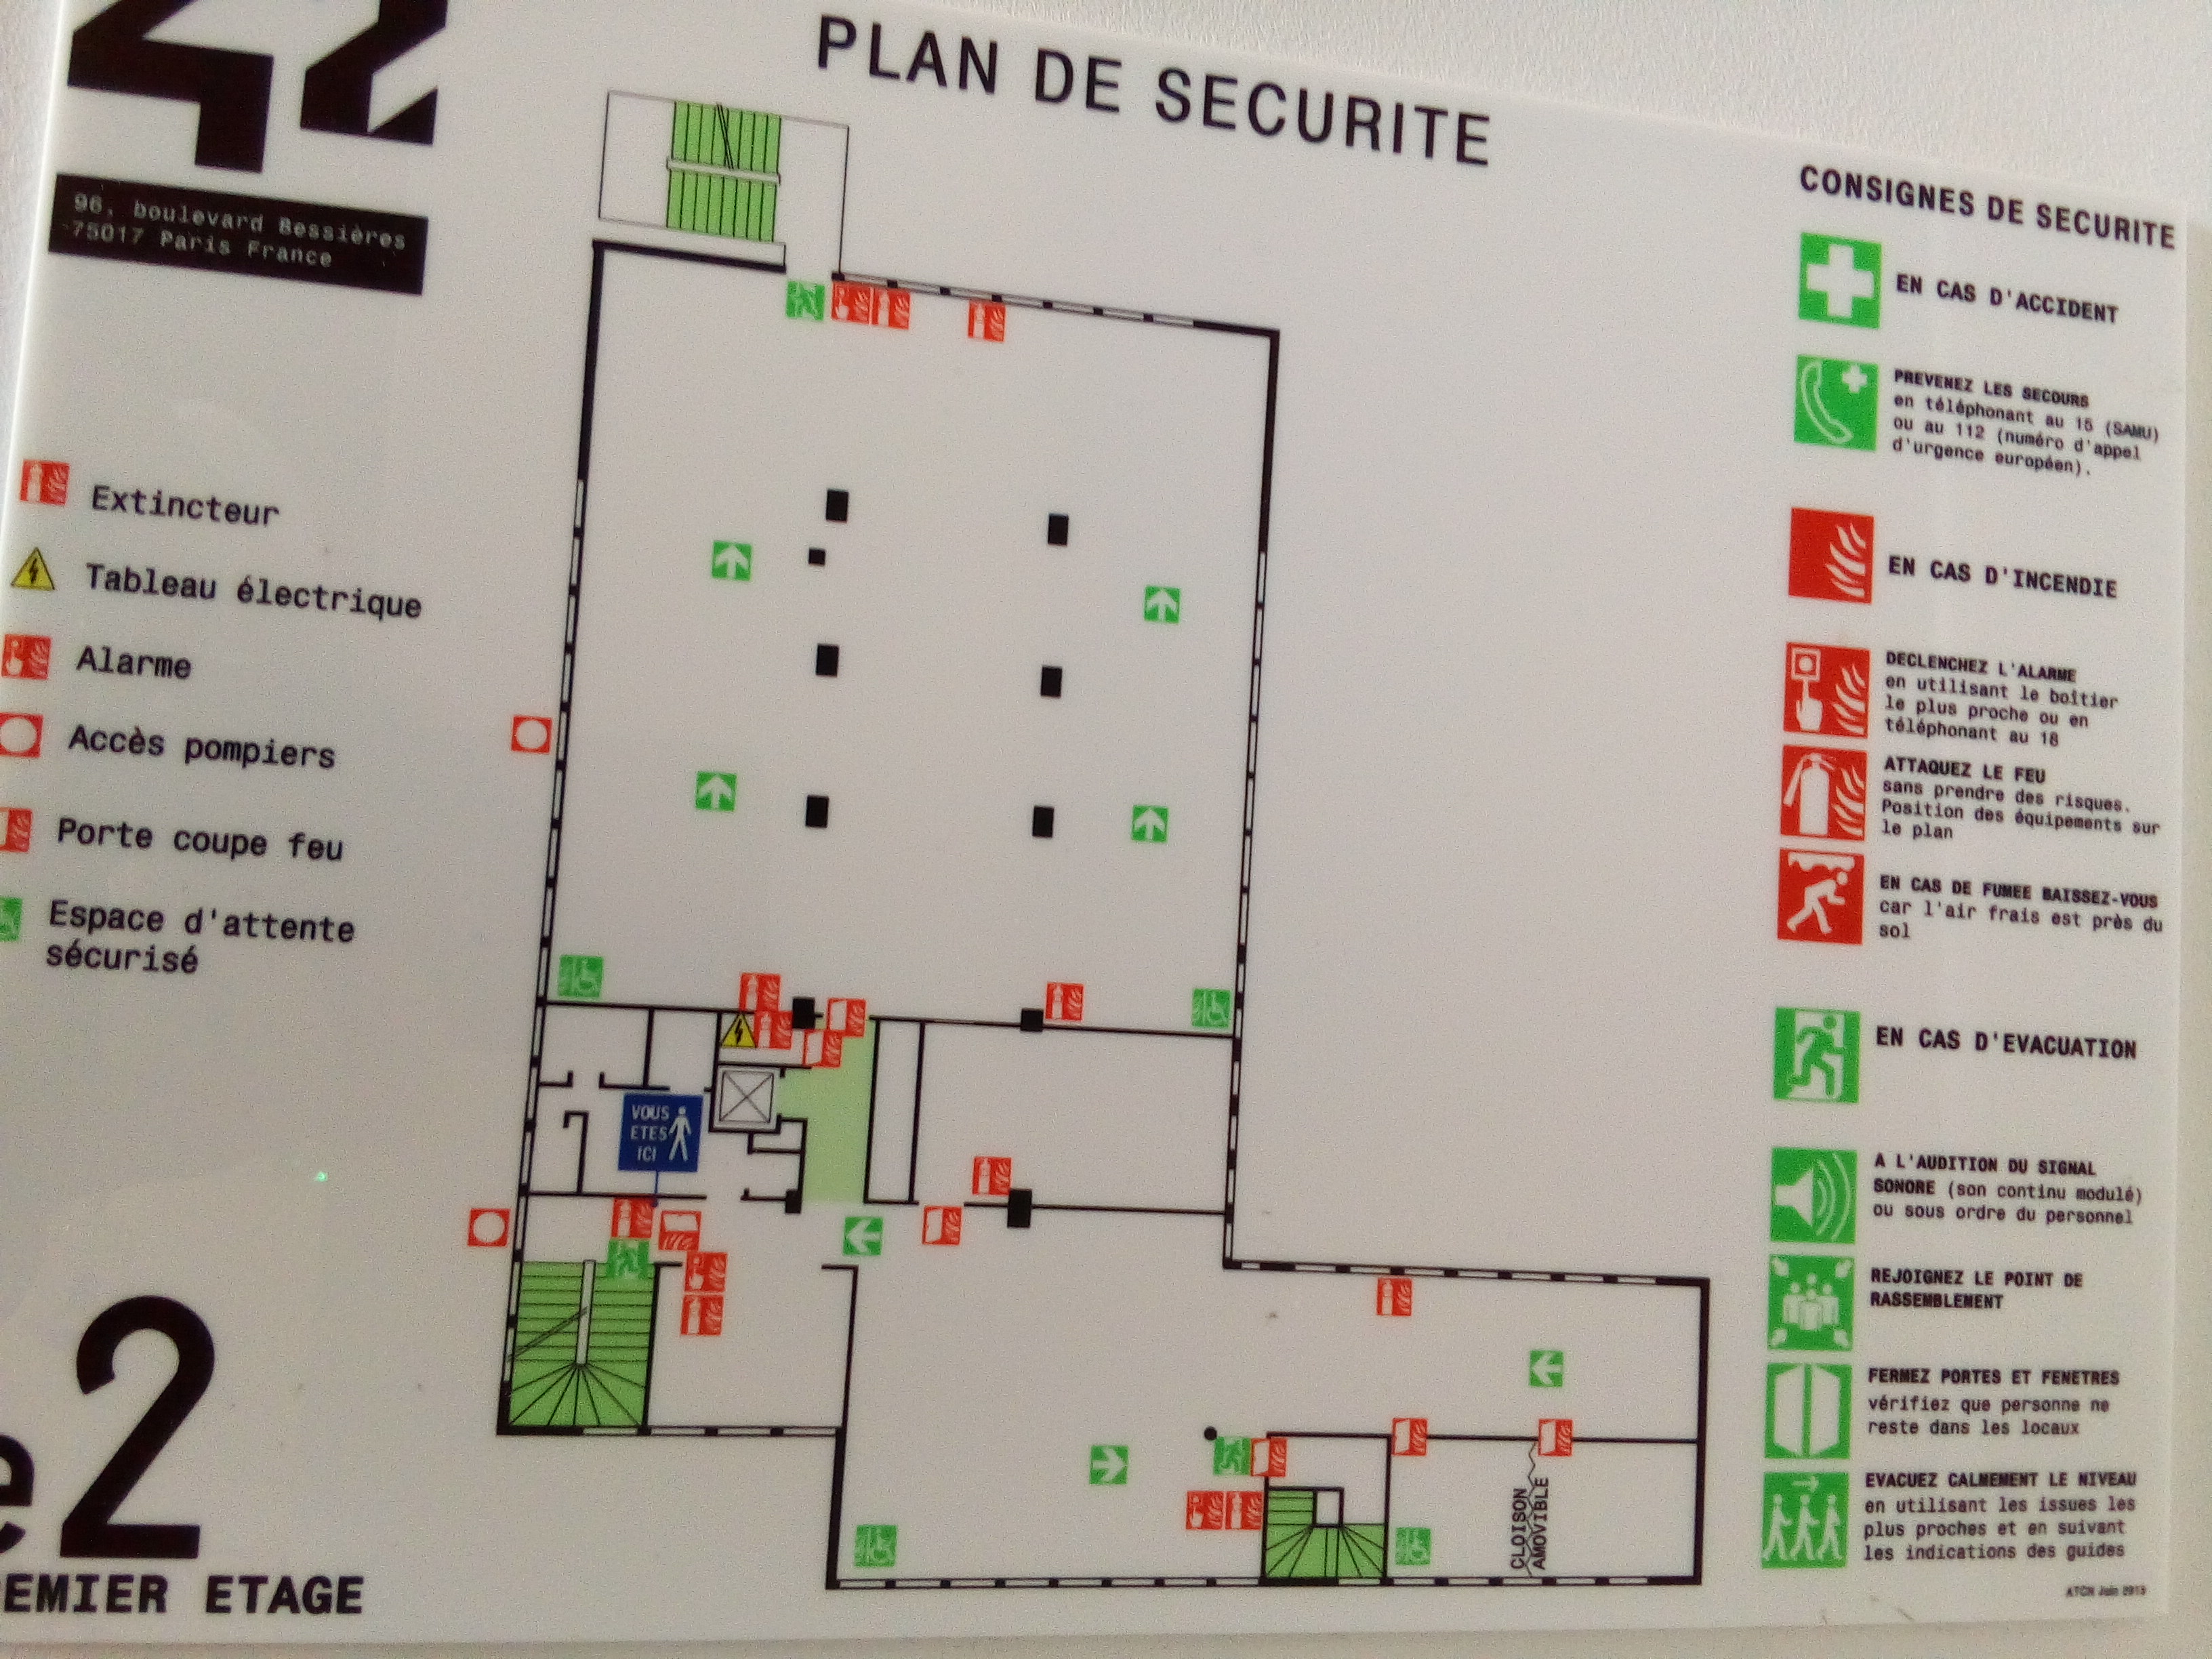 42
PLAN DE SECURITE
96, boulevard Bessières
75017 Paris France
Extincteur
Tableau électrique
Alarme
Accès pompiers
Porte coupe feu
Espace d'attente
sécurisé
e2
EMIER ETAGE
VOUS
ETES
ICI
CLOISON
AMOVIBLE
CONSIGNES DE SECURITE
EN CAS D'ACCIDENT
PREVENEZ LES SECOURS
en téléphonant au 15 (SAMU)
ou au 112 (numéro d'appel
d'urgence européen).
EN CAS D'INCENDIE
DECLENCHEZ L'ALARME
en utilisant le boîtier
le plus proche ou en
téléphonant au 18
ATTAQUEZ LE FEU
sans prendre des risques.
Position des équipements sur
le plan
EN CAS DE FUMEE BAISSEZ-VOUS
car l'air frais est près du
sol
EN CAS D'EVACUATION
A L'AUDITION DU SIGNAL
SONORE (son continu modulé)
ou sous ordre du personnel
REJOIGNEZ LE POINT DE
RASSEMBLEMENT
FERMEZ PORTES ET FENETRES
vérifiez que personne ne
reste dans les locaux
EVACUEZ CALMEMENT LE NIVEAU
en utilisant les issues les
plus proches et en suivant
les indications des guides
Juin